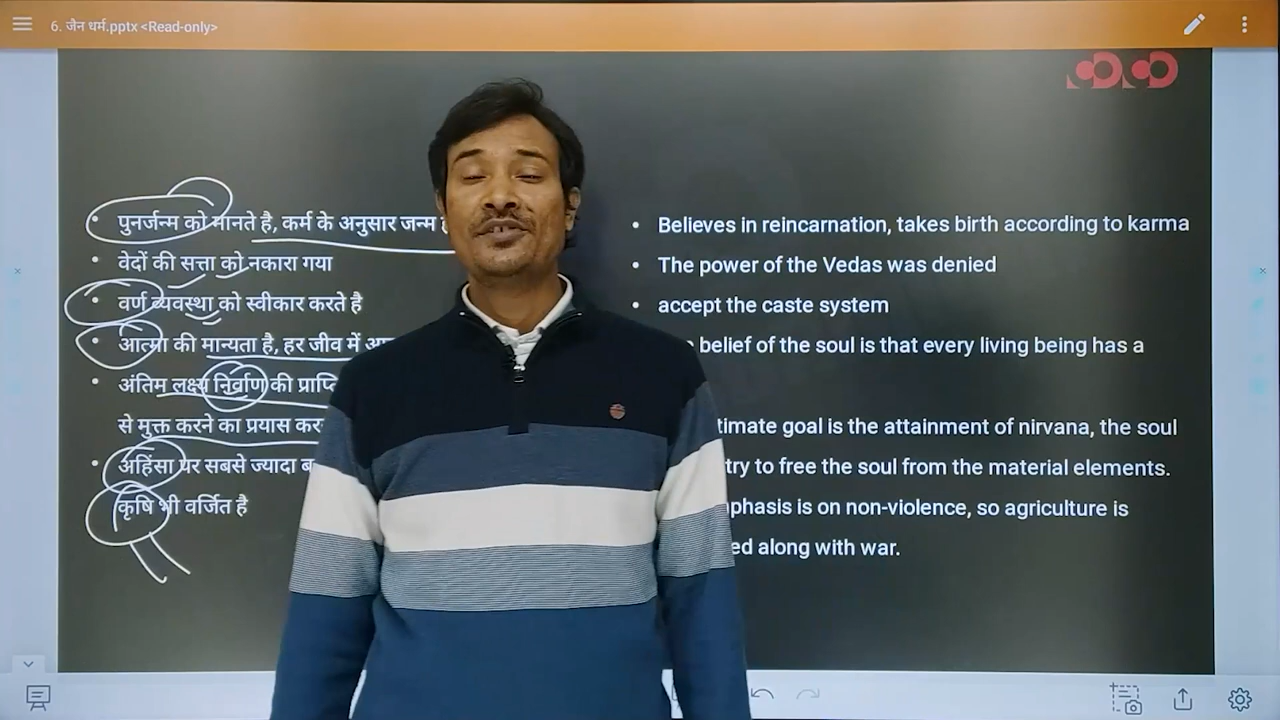 6. जैन धर्म.pptx <Read-only>
पुनर्जन्म को मानते है, कर्म के अनुसार जन्म
वेदों की सत्ता को नकारा गया
वर्ण व्यवस्था को स्वीकार करते है
आत्मा की मान्यता है, हर जीव में
अंतिम लक्ष्य निर्वाण की
से मुक्त करने का प्रयास
अहिंसा पर सबसे ज्यादा
कृषि भी वर्जित है
Believes in reincarnation, takes birth according to karma
The power of the Vedas was denied
accept the caste system
belief of the soul is that every living being has a
goal is the attainment of nirvana, the soul
try to free the soul from the material elements.
is on non-violence, so agriculture is
along with war.